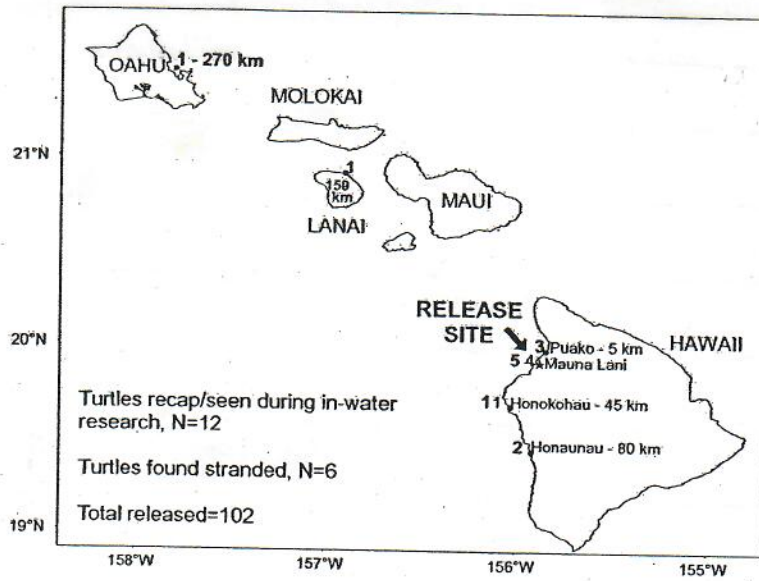 OAHU
1 - 270 km
MOLOKAI
21°N
1
159
km
MAUI
LANAI
RELEASE
SITE
20°N
3 Puako - 5 km
HAWAII
5 4 Mauna Lani
Turtles recap/seen during in-water
research, N=12
11 Honokohau - 45 km
Turtles found stranded, N=6
2 Honaunau - 80 km
Total released=102
19°N
158°W
157°W
156°W
155°W